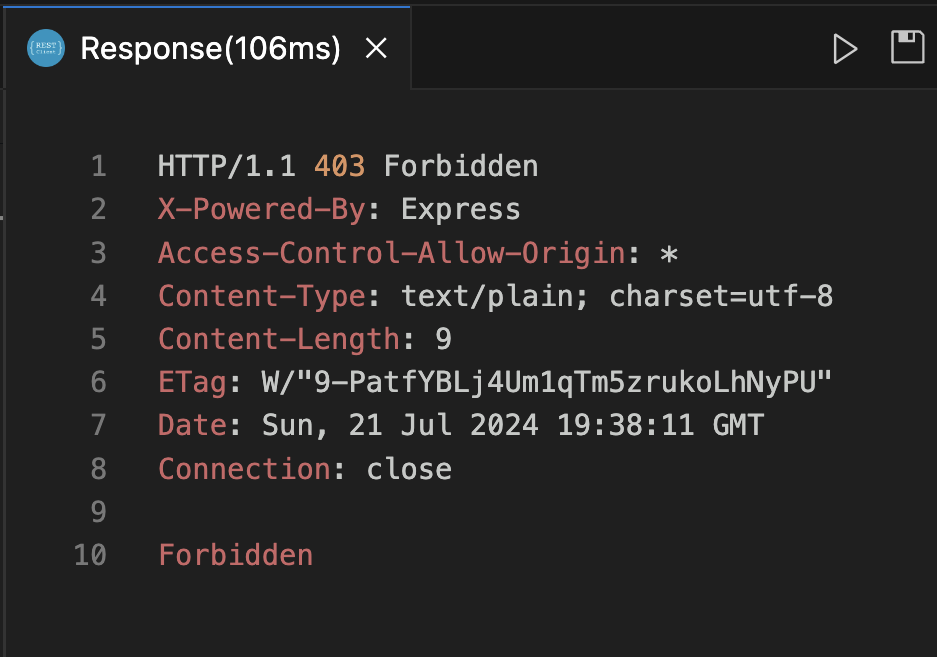 {REST}
Client
Response(106ms)
1 HTTP/1.1 403 Forbidden
2 X-Powered-By: Express
3 Access-Control-Allow-Origin: *
4 Content-Type: text/plain; charset=utf-8
5 Content-Length: 9
6 ETag: W/"9-PatfYBLj4Um1qTm5zrukoLhNyPU"
7 Date: Sun, 21 Jul 2024 19:38:11 GMT
8 Connection: close
9
10 Forbidden